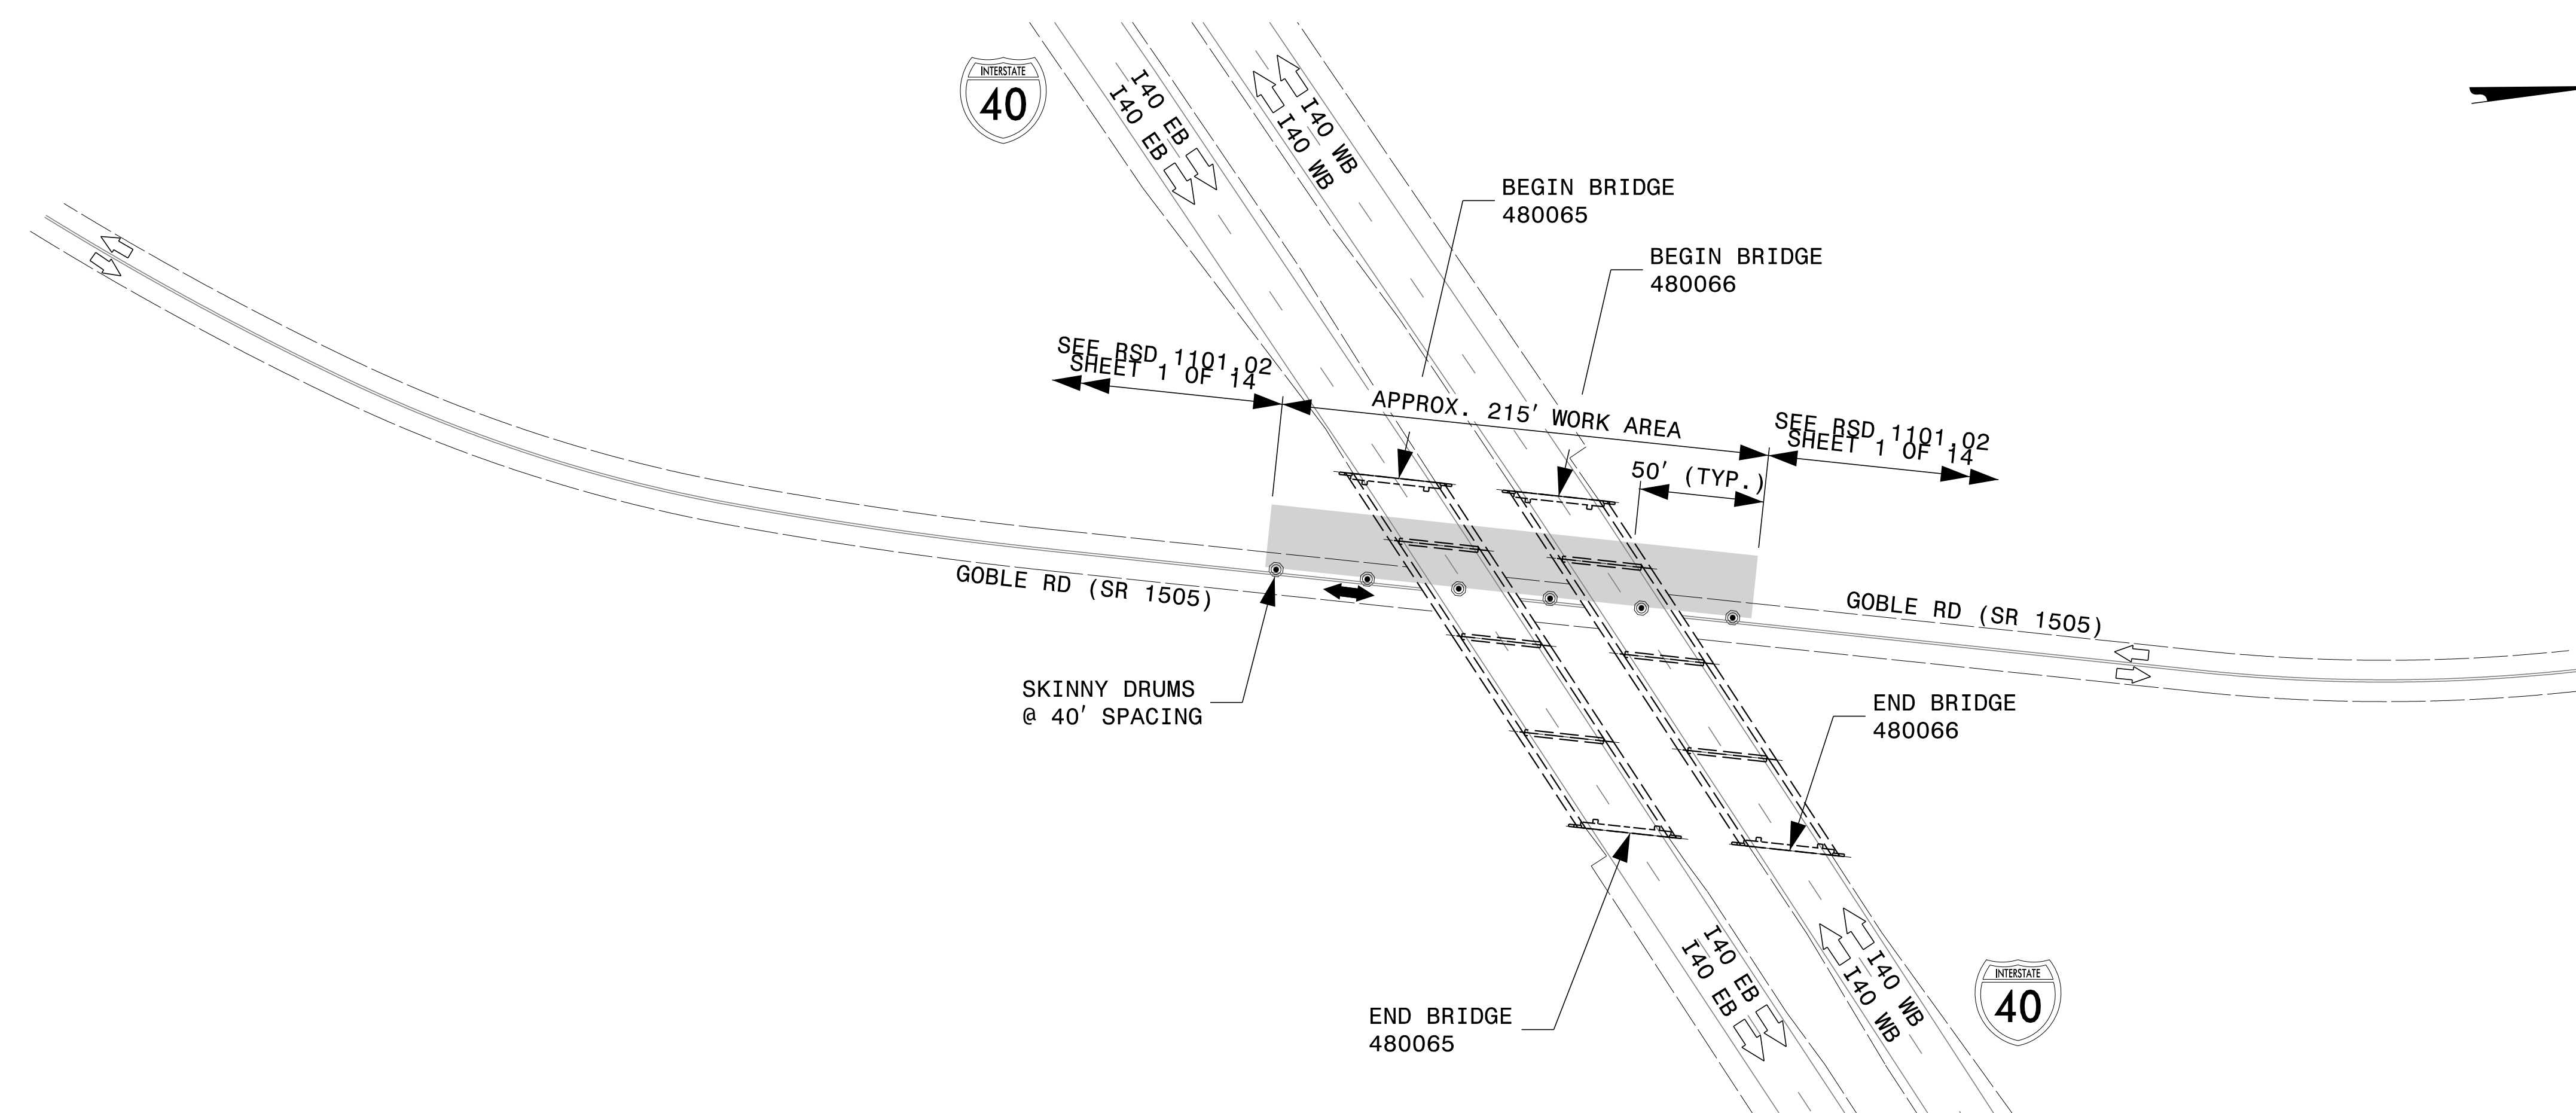 INTERSTATE
40
I40 EB
I40 EB
I40 WB
I40 WB
BEGIN BRIDGE
480065
BEGIN BRIDGE
480066
SEE RSD 1101.02
SHEET 1 OF 14
APPROX. 215' WORK AREA
SEE RSD 1101.02
SHEET 1 OF 14
50' (TYP.)
GOBLE RD (SR 1505)
GOBLE RD (SR 1505)
SKINNY DRUMS
@ 40' SPACING
END BRIDGE
480066
END BRIDGE
480065
I40 EB
I40 EB
I40 WB
I40 WB
INTERSTATE
40